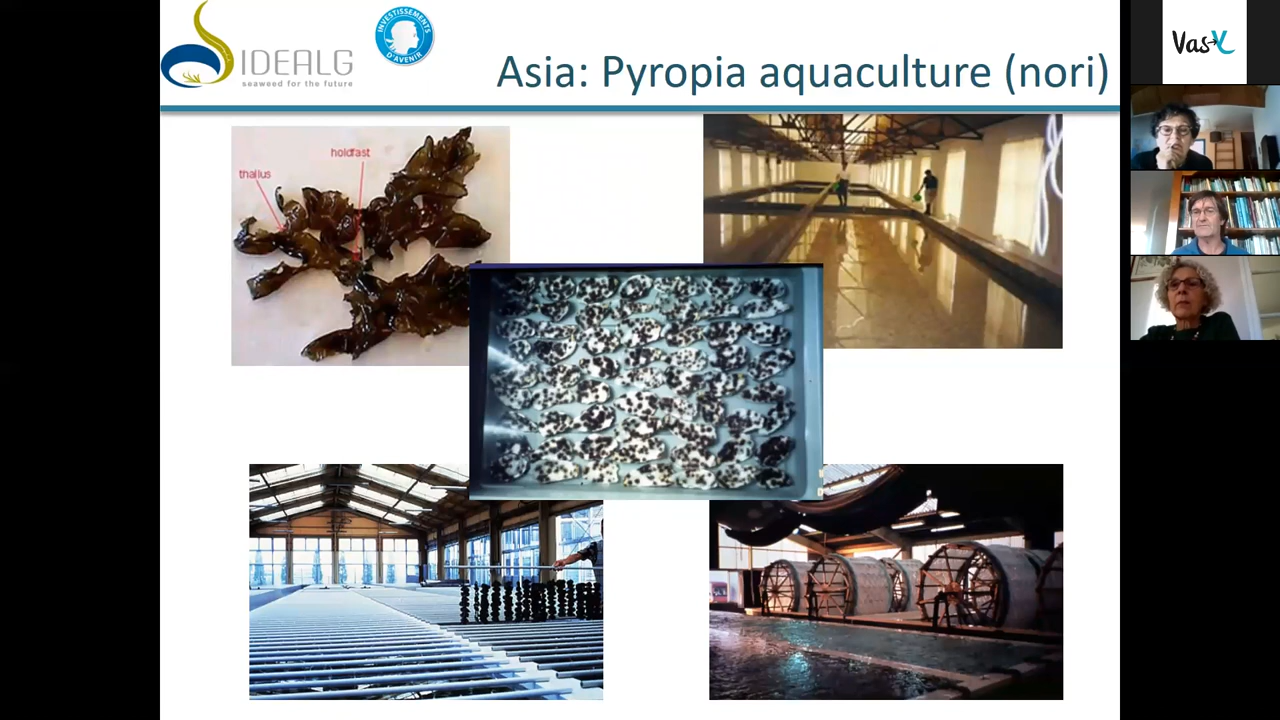 IDEALG
seaweed for the future
INVESTISSEMENTS
D'AVENIR
Asia: Pyropia aquaculture (nori)
thallus
holdfast
Vas